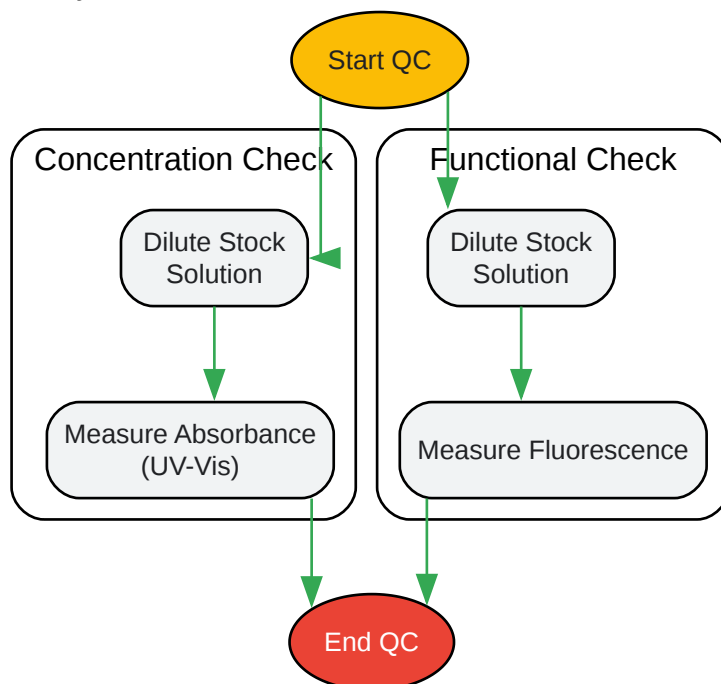 Start QC
Concentration Check
Functional Check
Dilute Stock
Solution
Dilute Stock
Solution
Measure Absorbance
(UV-Vis)
Measure Fluorescence
End QC